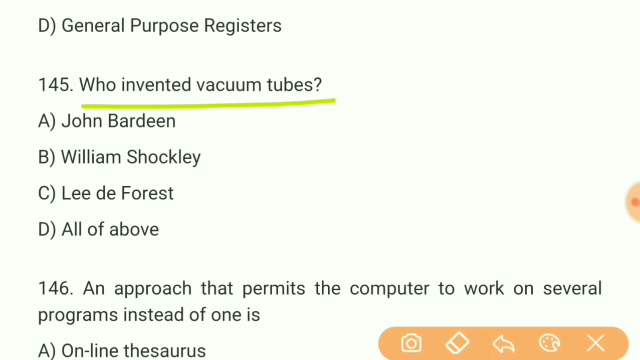 D) General Purpose Registers
145. Who invented vacuum tubes?
A) John Bardeen
B) William Shockley
C) Lee de Forest
D) All of above
146. An approach that permits the computer to work on several
programs instead of one is
A) On-line thesaurus